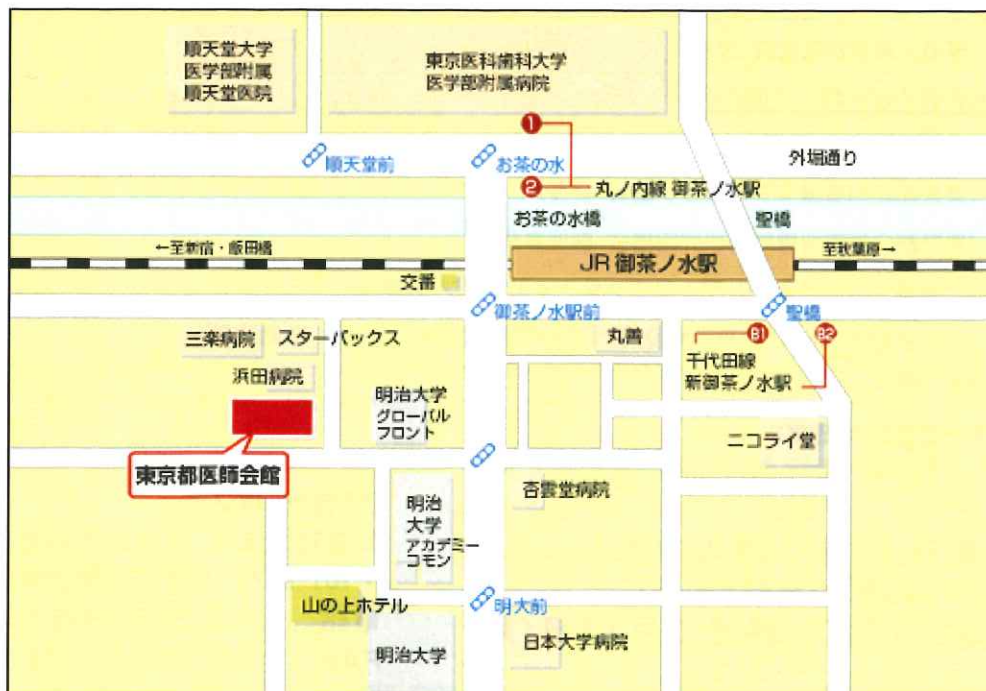 順天堂大学
医学部附属
順天堂医院
東京医科歯科大学
医学部附属病院
1
順天堂前
お茶の水
外堀通り
2
丸ノ内線 御茶ノ水駅
お茶の水橋
聖橋
←至新宿・飯田橋
JR 御茶ノ水駅
至秋葉原→
交番
御茶ノ水駅前
聖橋
三楽病院
スターバックス
丸善
B1
B2
千代田線
新御茶ノ水駅
浜田病院
明治大学
グローバル
フロント
ニコライ堂
東京都医師会館
明治
大学
アカデミー
コモン
杏雲堂病院
山の上ホテル
明大前
明治大学
日本大学病院